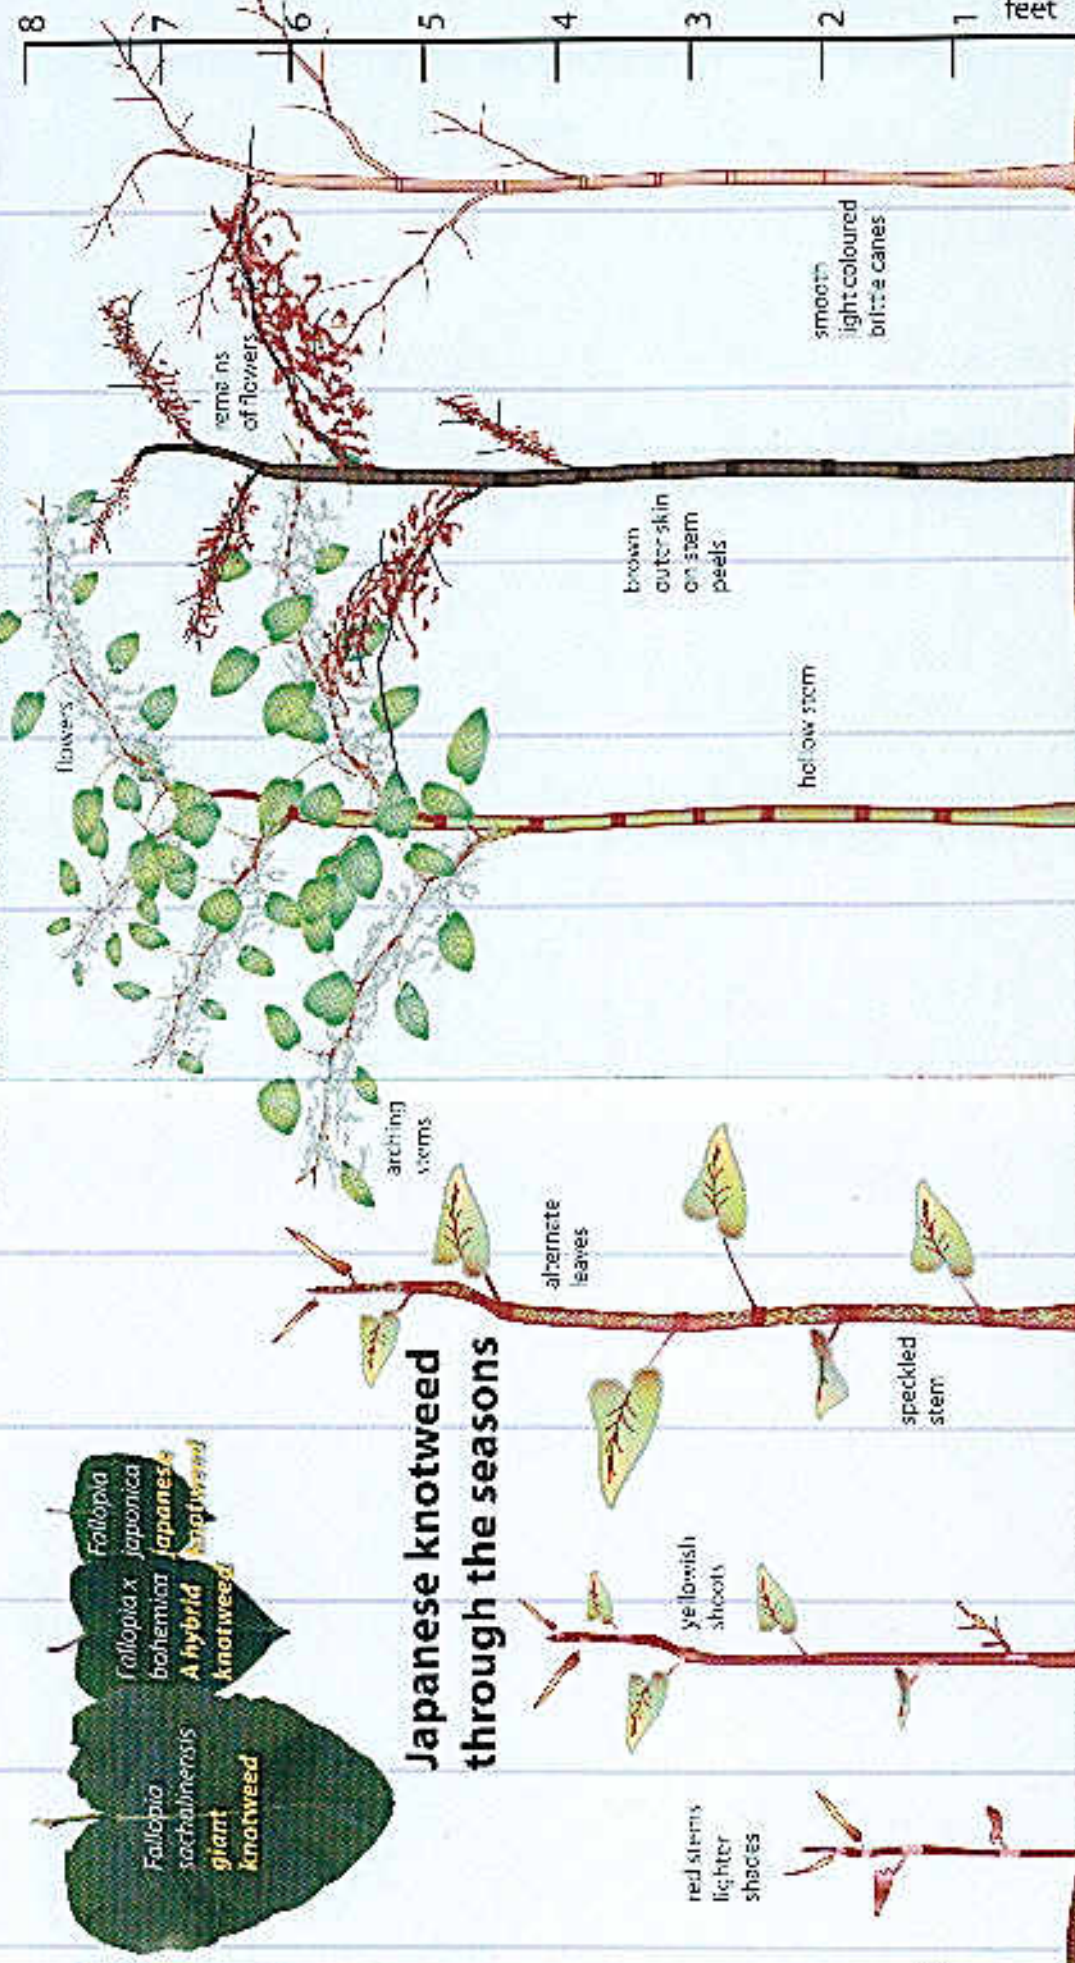 Fallopia
sachalinensis
giant
knotweed
Fallopia x
bohemica
A hybrid
knotweed
Fallopia
japonica
Japanese
knotweed
Japanese knotweed
through the seasons
red stems
lighter
shades
yellowish
shoots
speckled
stem
alternate
leaves
arching
stems
flowers
hollow stem
brown
outer skin
on stem
peels
remains
of flowers
smooth
light coloured
brittle canes
8
7
6
5
4
3
2
1
feet